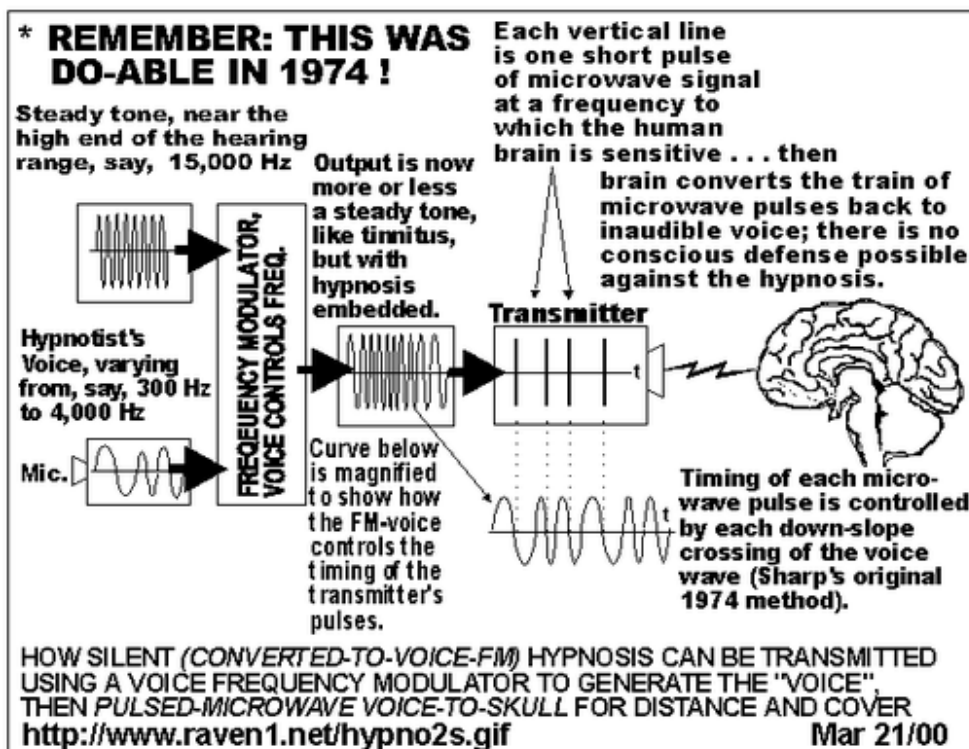 * REMEMBER: THIS WAS
DO-ABLE IN 1974 !
Steady tone, near the
high end of the hearing
range, say, 15,000 Hz
Each vertical line
is one short pulse
of microwave signal
at a frequency to
which the human
brain is sensitive . . . then
brain converts the train of
microwave pulses back to
inaudible voice; there is no
conscious defense possible
against the hypnosis.
Output is now
more or less
a steady tone,
like tinnitus,
but with
hypnosis
embedded.
FREQEUENCY MODULATOR,
VOICE CONTROLS FREQ.
Transmitter
t
Hypnotist's
Voice, varying
from, say, 300 Hz
to 4,000 Hz
Mic.
Curve below
is magnified
to show how
the FM-voice
controls the
timing of the
transmitter's
pulses.
t
Timing of each micro-
wave pulse is controlled
by each down-slope
crossing of the voice
wave (Sharp's original
1974 method).
HOW SILENT (CONVERTED-TO-VOICE-FM) HYPNOSIS CAN BE TRANSMITTED
USING A VOICE FREQUENCY MODULATOR TO GENERATE THE "VOICE",
THEN PULSED-MICROWAVE VOICE-TO-SKULL FOR DISTANCE AND COVER
http://www.raven1.net/hypno2s.gif Mar 21/00